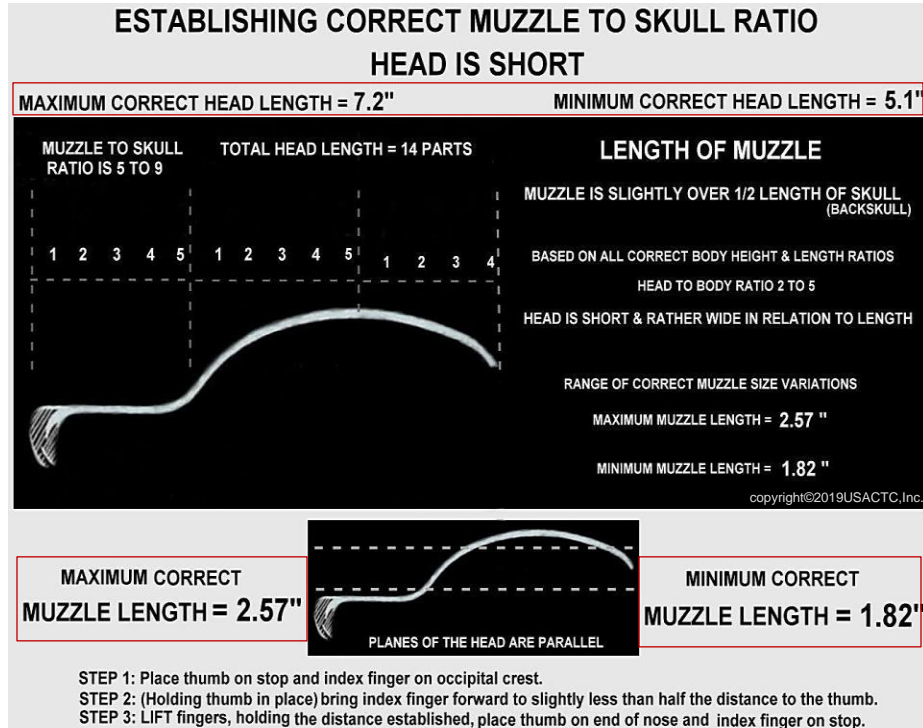 ESTABLISHING CORRECT MUZZLE TO SKULL RATIO
HEAD IS SHORT
MAXIMUM CORRECT HEAD LENGTH = 7.2"
MINIMUM CORRECT HEAD LENGTH = 5.1"
MUZZLE TO SKULL
RATIO IS 5 TO 9
TOTAL HEAD LENGTH = 14 PARTS
1 2 3 4 5 1 2 3 4 5 1 2 3 4
LENGTH OF MUZZLE
MUZZLE IS SLIGHTLY OVER 1/2 LENGTH OF SKULL
(BACKSKULL)
BASED ON ALL CORRECT BODY HEIGHT & LENGTH RATIOS
HEAD TO BODY RATIO 2 TO 5
HEAD IS SHORT & RATHER WIDE IN RELATION TO LENGTH
RANGE OF CORRECT MUZZLE SIZE VARIATIONS
MAXIMUM MUZZLE LENGTH = 2.57 "
MINIMUM MUZZLE LENGTH = 1.82 "
copyright©2019USACTC,Inc.
MAXIMUM CORRECT
MUZZLE LENGTH = 2.57"
PLANES OF THE HEAD ARE PARALLEL
MINIMUM CORRECT
MUZZLE LENGTH = 1.82"
STEP 1: Place thumb on stop and index finger on occipital crest.
STEP 2: (Holding thumb in place) bring index finger forward to slightly less than half the distance to the thumb.
STEP 3: LIFT fingers, holding the distance established, place thumb on end of nose and index finger on stop.